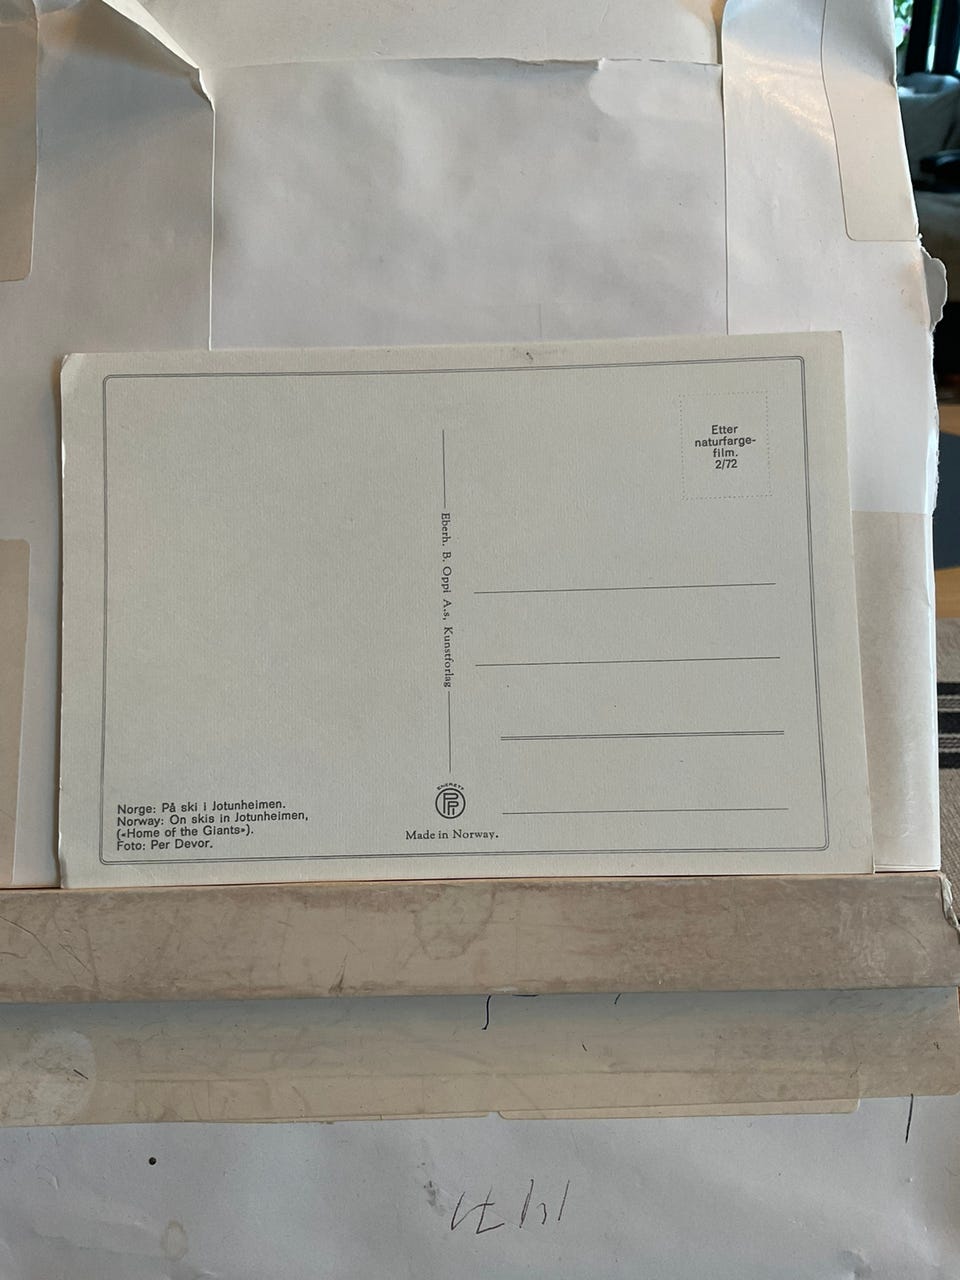 Etter
naturfarge-
film.
2/72
Eberh. B. Oppi A.s, Kunstforlag
Norge: På ski i Jotunheimen.
Norway: On skis in Jotunheimen,
(«Home of the Giants»).
Foto: Per Devor.
ENERETT
Made in Norway.